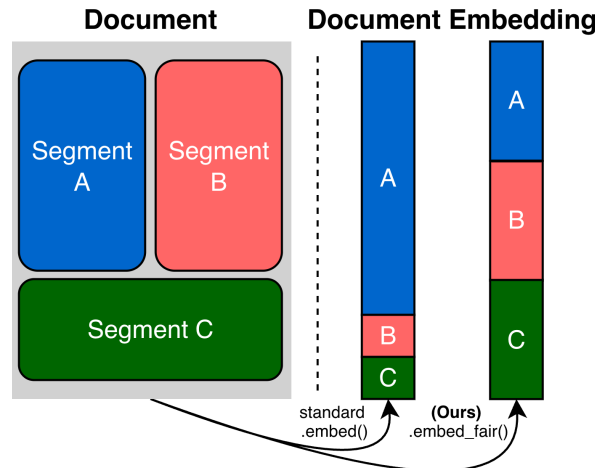 Document
Document Embedding
Segment
A
Segment
B
Segment C
A
B
C
A
B
C
standard
.embed()
(Ours)
.embed_fair()